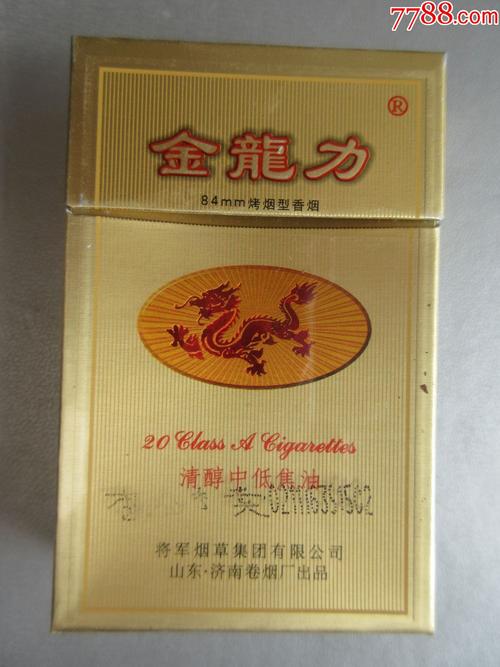 7788.com
®
金龍力
84mm烤烟型香烟
20 Class A Cigarettes
清醇中低焦油
将军烟草集团有限公司
山东·济南卷烟厂出品